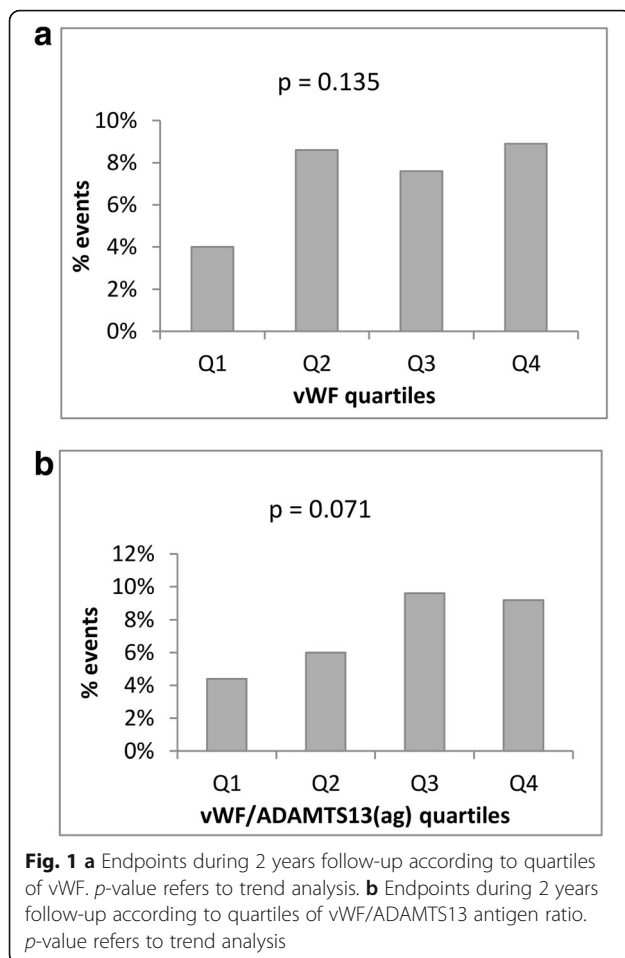 a
p = 0.135
10%
8%
6%
4%
2%
0%
% events
Q1 Q2 Q3 Q4
vWF quartiles
b
p = 0.071
12%
10%
8%
6%
4%
2%
0%
% events
Q1 Q2 Q3 Q4
vWF/ADAMTS13(ag) quartiles
Fig. 1 a Endpoints during 2 years follow-up according to quartiles
of vWF. p-value refers to trend analysis. b Endpoints during 2 years
follow-up according to quartiles of vWF/ADAMTS13 antigen ratio.
p-value refers to trend analysis